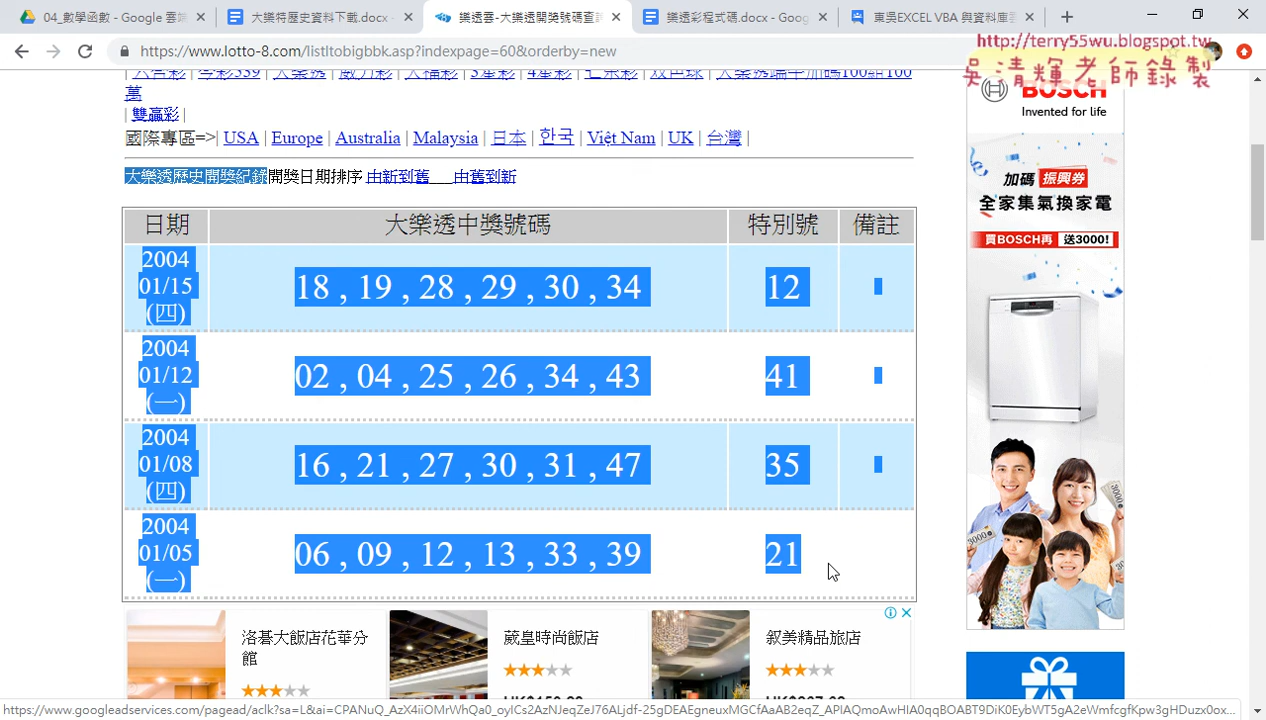 04_數學函數 - Google 雲端
大樂特歷史資料下載.docx -
樂透雲-大樂透開獎號碼查詢
樂透彩程式碼.docx - Goog
東吳EXCEL VBA 與資料庫雲
https://www.lotto-8.com/listltobigbbk.asp?indexpage=60&orderby=new
http://terry55wu.blogspot.tw
吳清輝老師錄製
| 六合彩 | 今彩539 | 大樂透 | 威力彩 | 大福彩 | 3星彩 | 4星彩 | 七樂彩 | 双色球 | 大樂透端午加碼100組100
萬
| 雙贏彩 |
國際專區=>| USA | Europe | Australia | Malaysia | 日本 | 한국 | Việt Nam | UK | 台灣 |
大樂透歷史開獎紀錄開獎日期排序 由新到舊 由舊到新
日期 大樂透中獎號碼 特別號 備註
2004
01/15
(四)
18 , 19 , 28 , 29 , 30 , 34 12
2004
01/12
(一)
02 , 04 , 25 , 26 , 34 , 43 41
2004
01/08
(四)
16 , 21 , 27 , 30 , 31 , 47 35
2004
01/05
(一)
06 , 09 , 12 , 13 , 33 , 39 21
BOSCH
Invented for life
加碼 振興券
全家集氣換家電
買BOSCH再 送3000!
3000
3000
洛碁大飯店花華分
館
葳皇時尚飯店
叙美精品旅店
https://www.googleadservices.com/pagead/aclk?sa=L&ai=CPANuQ_AzX4iiOMrWhQa0_oyICs2AzNJeqZeJ76ALjdf-25gDEAEgneuxMGCfAaAB2eqZ_APIAQmoAwHIA0qqBOABT9DiK0EybWT5gA2eWmfcgfKpw3gHDuzx0ox...